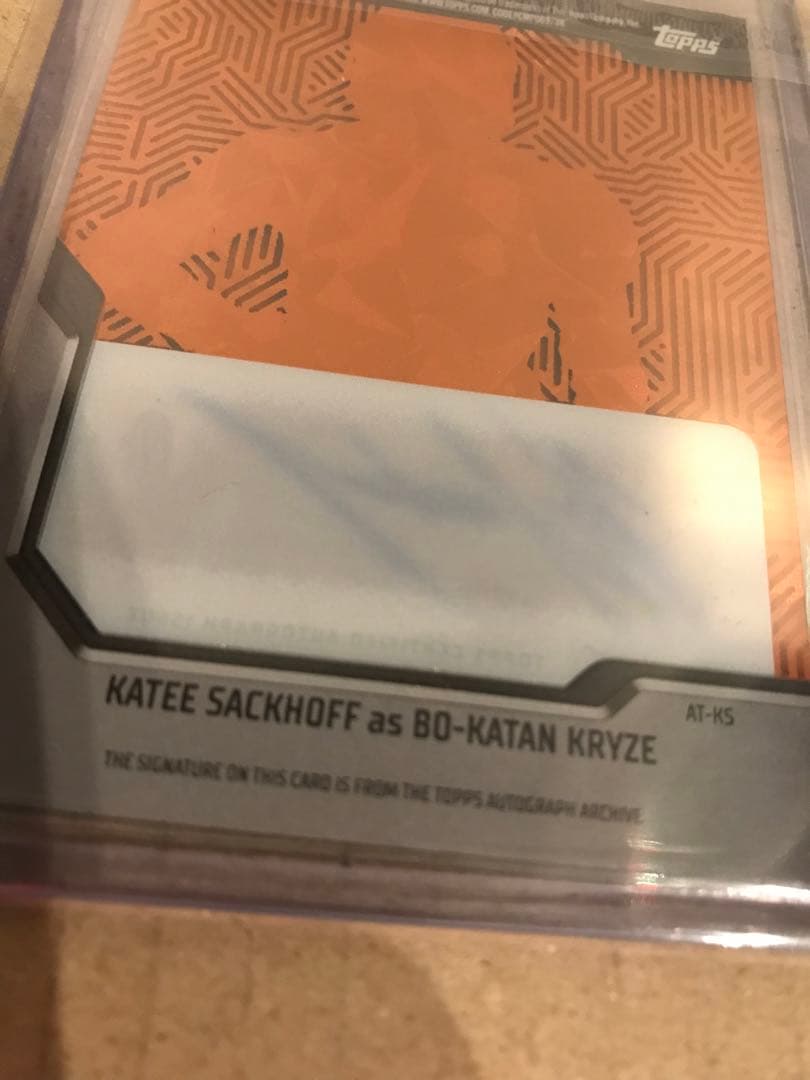 Topps
KATEE SACKHOFF as BO-KATAN KRYZE
AT-KS
THE SIGNATURE ON THIS CARD IS FROM THE TOPPS AUTOGRAPH ARCHIVE